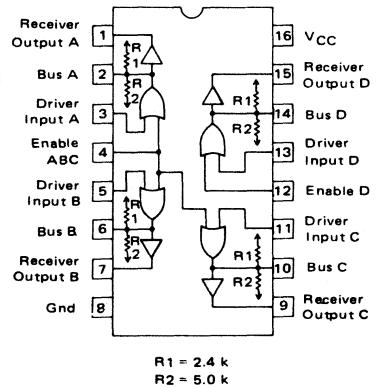 Receiver
Output A
1
Bus A
2
Driver
Input A
3
Enable
ABC
4
Driver
Input B
5
Bus B
6
Receiver
Output B
7
Gnd
8
R
1
R
2
R
1
R
2
16
VCC
15
Receiver
Output D
R1
14
Bus D
R2
13
Driver
Input D
12
Enable D
11
Driver
Input C
R1
10
Bus C
R2
9
Receiver
Output C
R1 = 2.4 k
R2 = 5.0 k